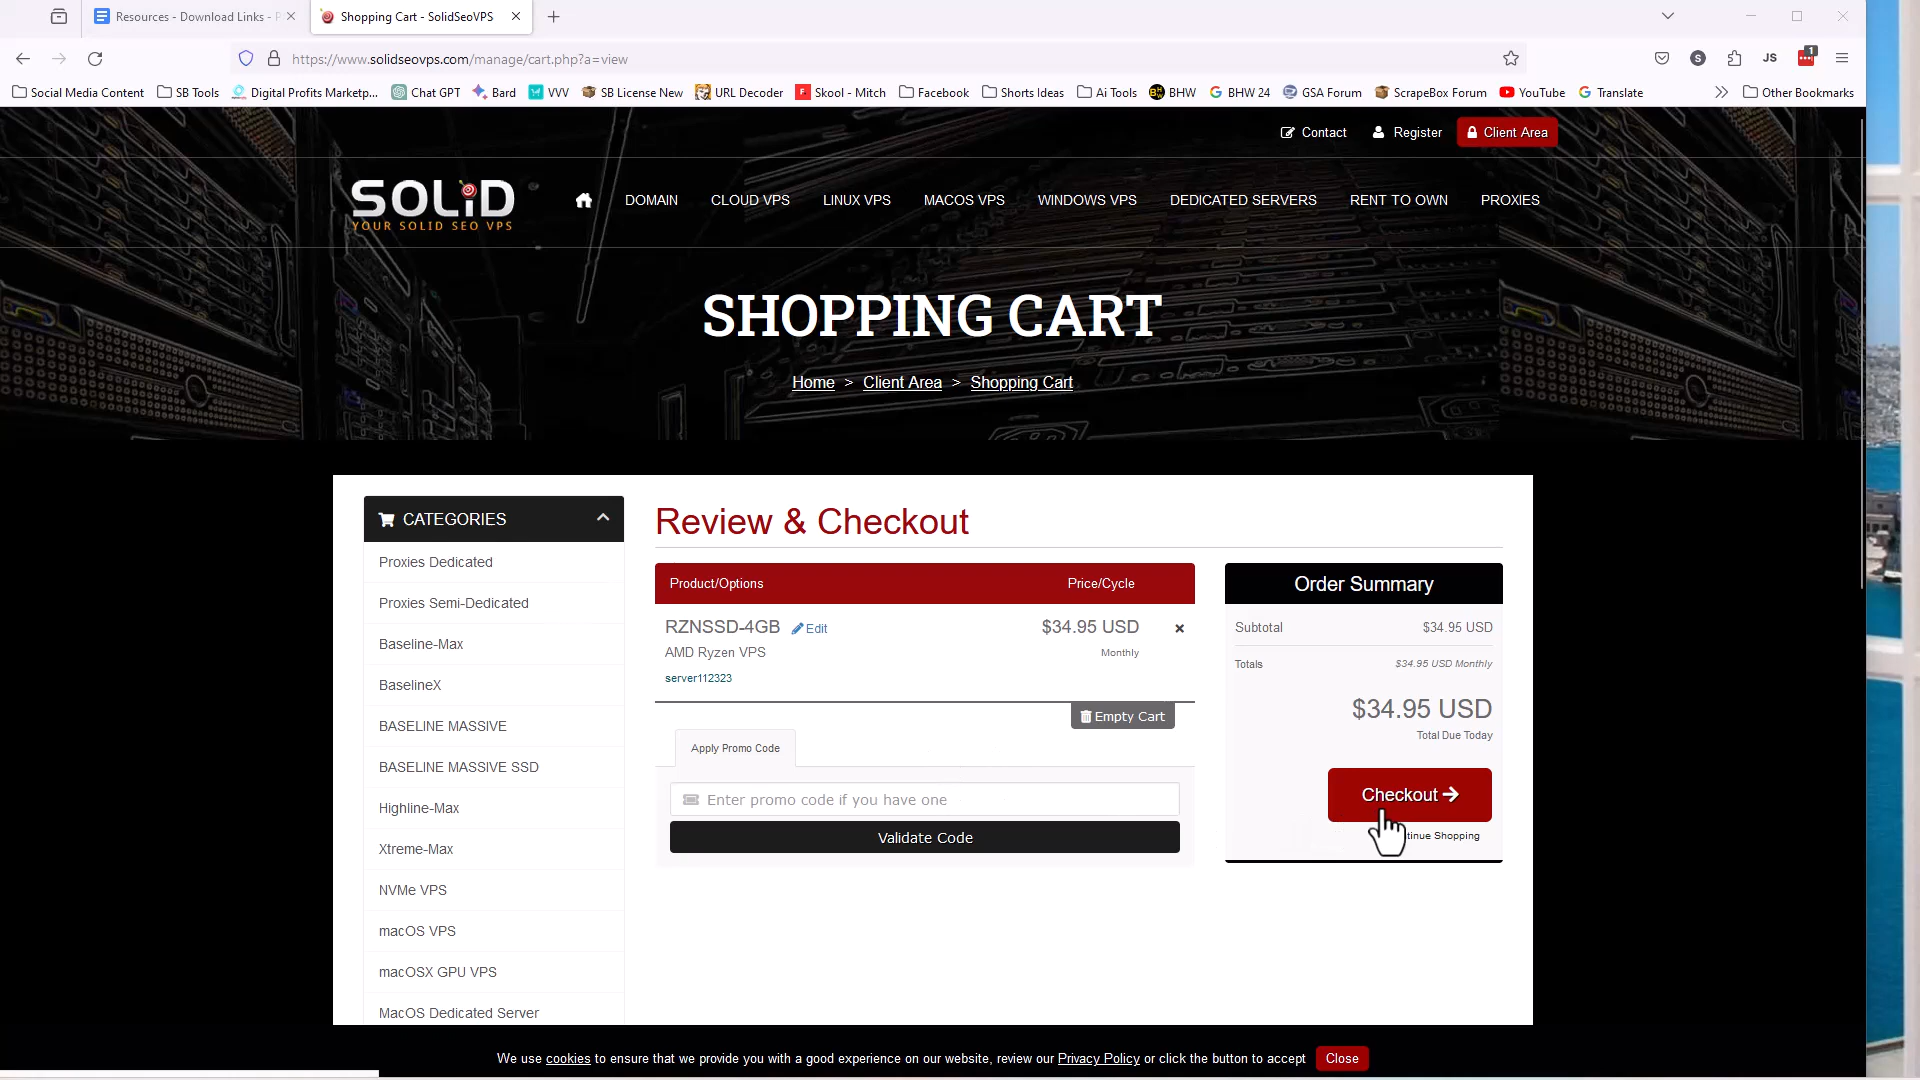 Resources - Download Links - P
Shopping Cart - SolidSeoVPS
https://www.solidseovps.com/manage/cart.php?a=view
JS
1
S
Social Media Content
SB Tools
Digital Profits Marketp...
Chat GPT
Bard
VVV
SB License New
URL Decoder
Skool - Mitch
Facebook
Shorts Ideas
Ai Tools
BHW
BHW 24
GSA Forum
ScrapeBox Forum
YouTube
Translate
Other Bookmarks
Contact
Register
Client Area
SOLiD
YOUR SOLID SEO VPS
DOMAIN
CLOUD VPS
LINUX VPS
MACOS VPS
WINDOWS VPS
DEDICATED SERVERS
RENT TO OWN
PROXIES
SHOPPING CART
Home > Client Area > Shopping Cart
CATEGORIES
Proxies Dedicated
Proxies Semi-Dedicated
Baseline-Max
BaselineX
BASELINE MASSIVE
BASELINE MASSIVE SSD
Highline-Max
Xtreme-Max
NVMe VPS
macOS VPS
macOSX GPU VPS
MacOS Dedicated Server
Review & Checkout
Product/Options
Price/Cycle
RZNSSD-4GB
Edit
$34.95 USD
AMD Ryzen VPS
Monthly
server112323
Empty Cart
Apply Promo Code
Enter promo code if you have one
Validate Code
Order Summary
Subtotal
$34.95 USD
Totals
$34.95 USD Monthly
$34.95 USD
Total Due Today
Checkout
tinue Shopping
We use cookies to ensure that we provide you with a good experience on our website, review our Privacy Policy or click the button to accept
Close